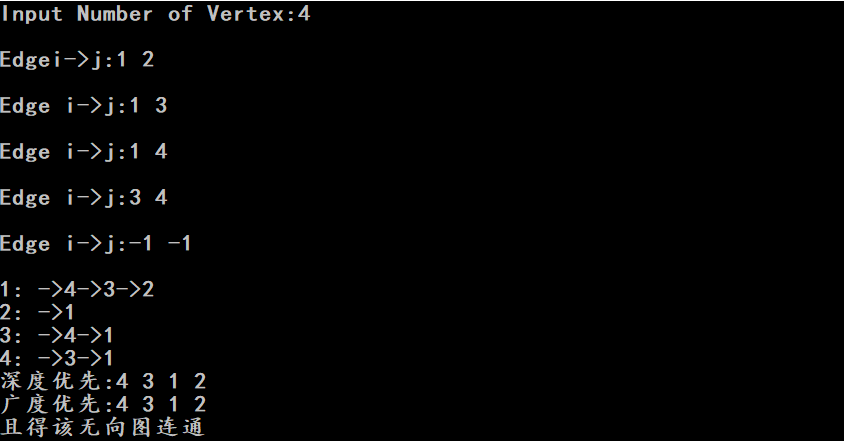 Input Number of Vertex:4
Edgei->j:1 2
Edge i->j:1 3
Edge i->j:1 4
Edge i->j:3 4
Edge i->j:-1 -1
1: ->4->3->2
2: ->1
3: ->4->1
4: ->3->1
深度优先:4 3 1 2
广度优先:4 3 1 2
且得该无向图连通